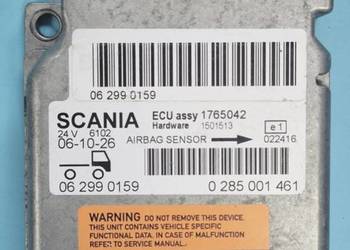 06 299 0159
SCANIA ECU assy 1765042
24 V 6102 Hardware 1501513 e1
06-10-26 AIRBAG SENSOR 022416
06 299 0159 0 285 001 461
WARNING DO NOT REMOVE THIS DEVICE.
THIS UNIT CONTAINS VEHICLE SPECIFIC
FUNCTIONAL DATA. IN CASE OF MALFUNCTION
REFER TO WORKSHOP MANUAL